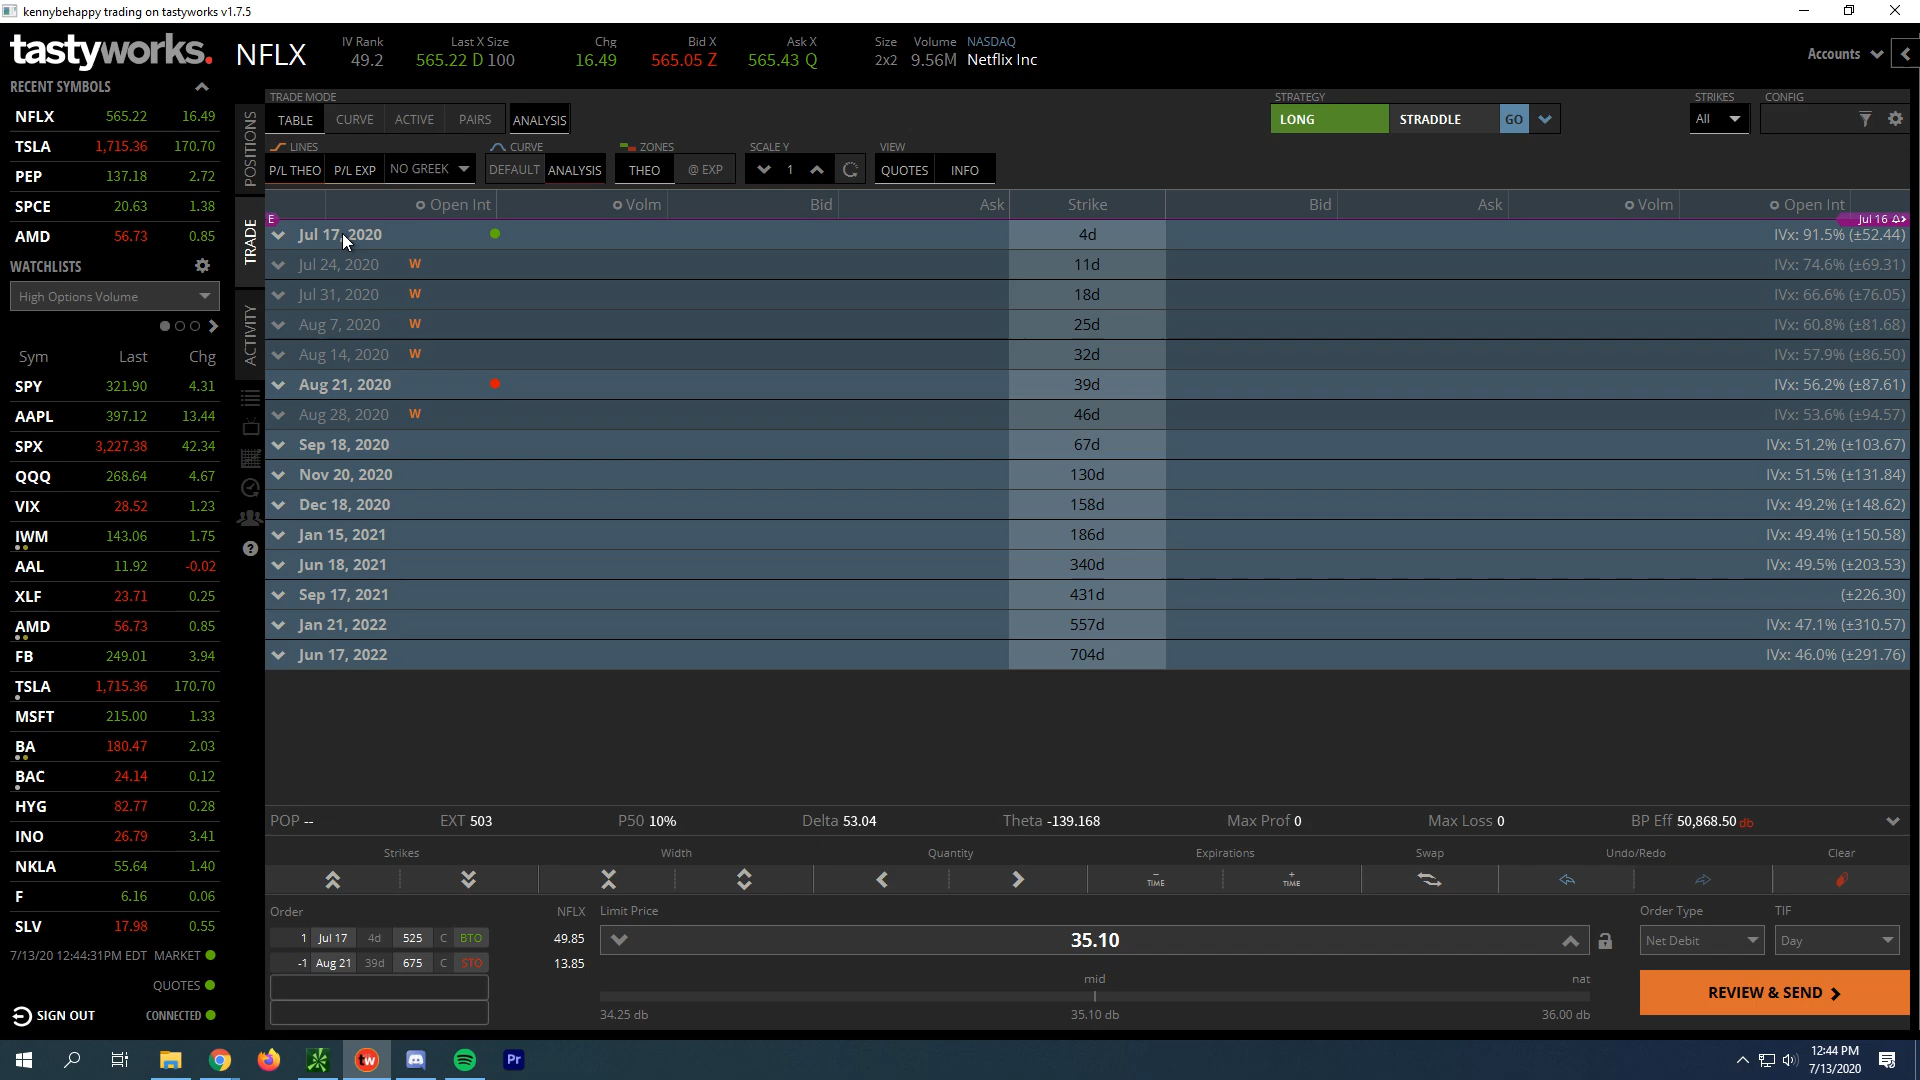 kennybehappy trading on tastyworks v1.7.5
tastyworks.
NFLX
IV Rank
49.2
Last X Size
565.22 D 100
Chg
16.49
Bid X
565.05 Z
Ask X
565.43 Q
Size
2x2
Volume
9.56M
NASDAQ
Netflix Inc
Accounts
RECENT SYMBOLS
NFLX 565.22 16.49
TSLA 1,715.36 170.70
PEP 137.18 2.72
SPCE 20.63 1.38
AMD 56.73 0.85
WATCHLISTS
High Options Volume
Sym Last Chg
SPY 321.90 4.31
AAPL 397.12 13.44
SPX 3,227.38 42.34
QQQ 268.64 4.67
VIX 28.52 1.23
IWM 143.06 1.75
AAL 11.92 -0.02
XLF 23.71 0.25
AMD 56.73 0.85
FB 249.01 3.94
TSLA 1,715.36 170.70
MSFT 215.00 1.33
BA 180.47 2.03
BAC 24.14 0.12
HYG 82.77 0.28
INO 26.79 3.41
NKLA 55.64 1.40
F 6.16 0.06
SLV 17.98 0.55
7/13/20 12:44:31PM EDT MARKET
QUOTES
SIGN OUT CONNECTED
POSITIONS
TRADE
ACTIVITY
TRADE MODE
TABLE CURVE ACTIVE PAIRS ANALYSIS
STRATEGY
LONG STRADDLE GO
STRIKES
All
CONFIG
LINES
P/L THEO P/L EXP NO GREEK
CURVE
DEFAULT ANALYSIS
ZONES
THEO @ EXP
SCALE Y
1
VIEW
QUOTES INFO
Open Int Volm Bid Ask Strike Bid Ask Volm Open Int
E Jul 16
Jul 17, 2020 4d IVx: 91.5% (±52.44)
Jul 24, 2020 W 11d IVx: 74.6% (±69.31)
Jul 31, 2020 W 18d IVx: 66.6% (±76.05)
Aug 7, 2020 W 25d IVx: 60.8% (±81.68)
Aug 14, 2020 W 32d IVx: 57.9% (±86.50)
Aug 21, 2020 39d IVx: 56.2% (±87.61)
Aug 28, 2020 W 46d IVx: 53.6% (±94.57)
Sep 18, 2020 67d IVx: 51.2% (±103.67)
Nov 20, 2020 130d IVx: 51.5% (±131.84)
Dec 18, 2020 158d IVx: 49.2% (±148.62)
Jan 15, 2021 186d IVx: 49.4% (±150.58)
Jun 18, 2021 340d IVx: 49.5% (±203.53)
Sep 17, 2021 431d (±226.30)
Jan 21, 2022 557d IVx: 47.1% (±310.57)
Jun 17, 2022 704d IVx: 46.0% (±291.76)
POP -- EXT 503 P50 10% Delta 53.04 Theta -139.168 Max Prof 0 Max Loss 0 BP Eff 50,868.50 db
Strikes Width Quantity Expirations Swap Undo/Redo Clear
− TIME + TIME
Order NFLX Limit Price Order Type TIF
1 Jul 17 4d 525 C BTO 49.85
-1 Aug 21 39d 675 C STO 13.85
35.10
Net Debit Day
mid nat
34.25 db 35.10 db 36.00 db
REVIEW & SEND
tw
Pr
12:44 PM
7/13/2020